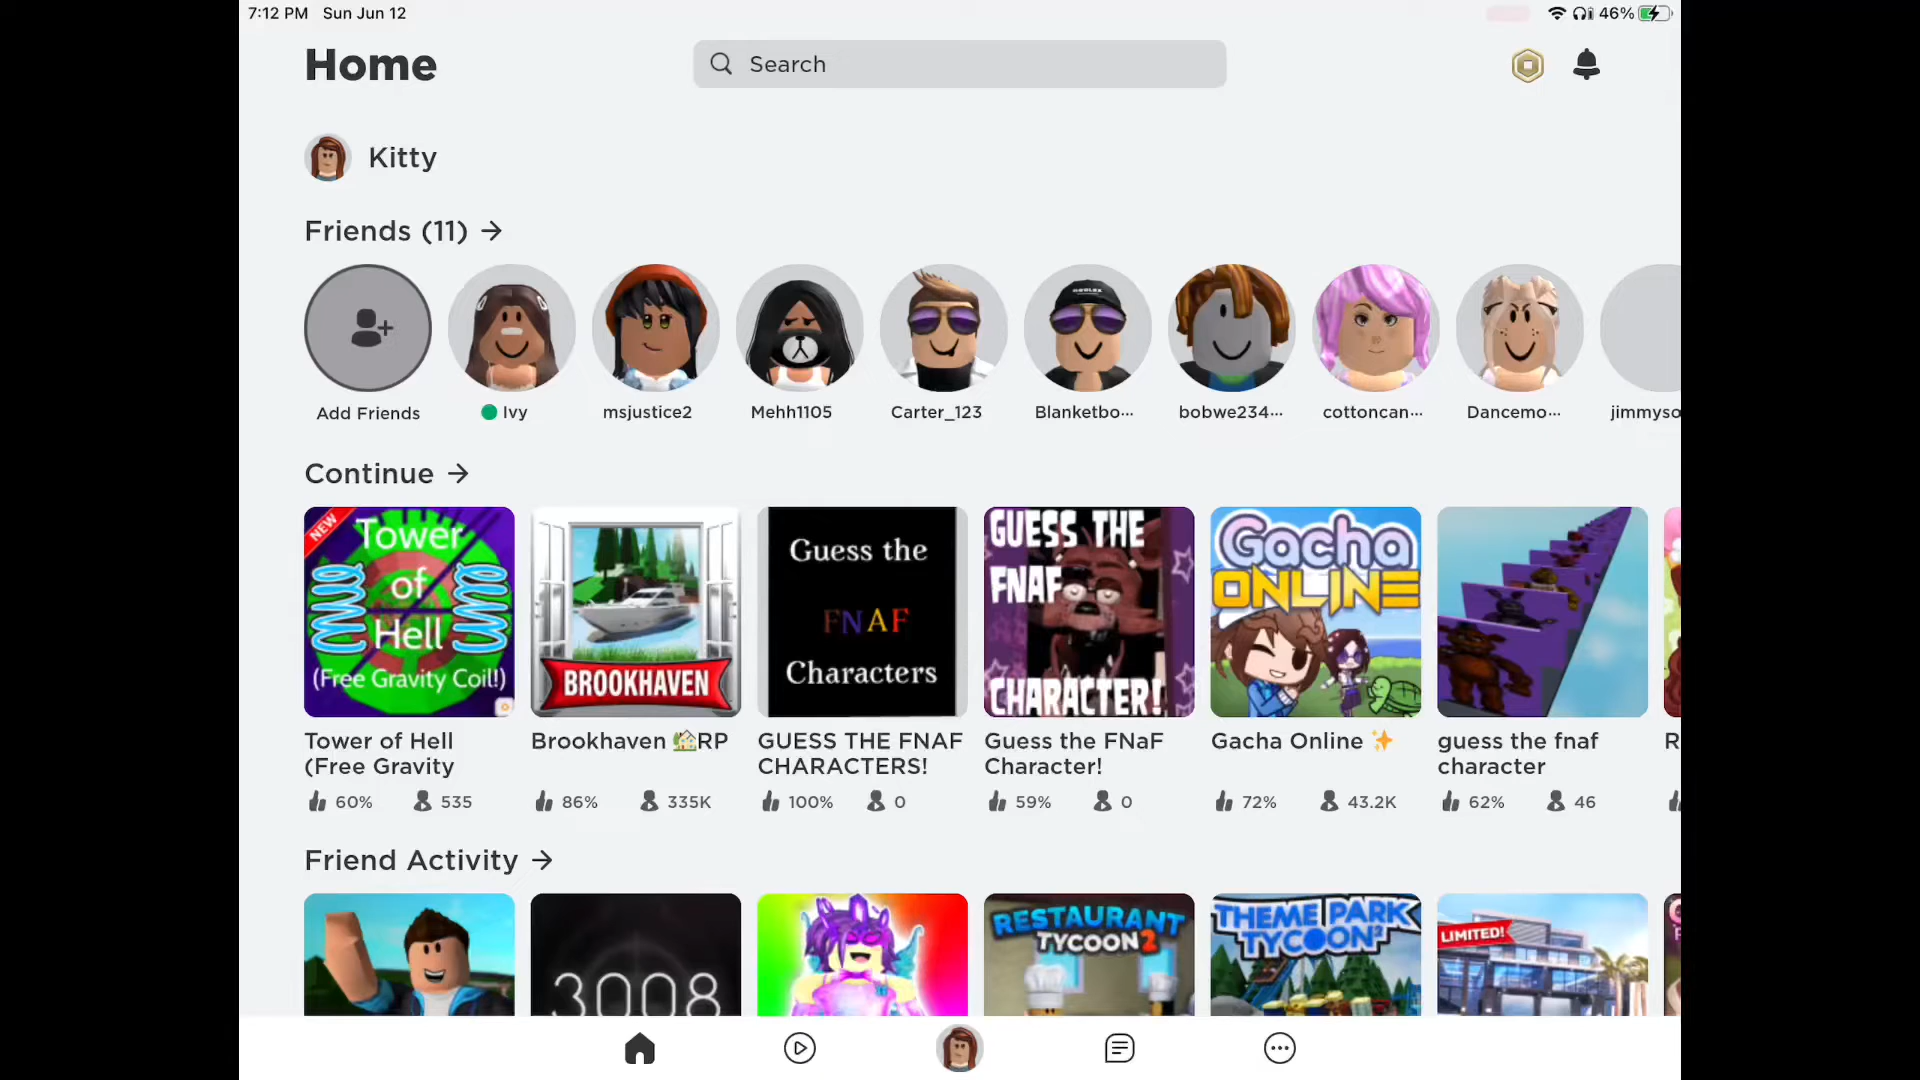 7:12 PM Sun Jun 12
46%
Home
Search
Kitty
Friends (11) →
Add Friends
Ivy
msjustice2
Mehh1105
Carter_123
Blanketbo...
bobwe234...
cottoncan...
Dancemo...
jimmyso
Continue →
NEW
Tower
of
Hell
(Free Gravity Coil!)
BROOKHAVEN
Guess the
FNAF
Characters
GUESS THE
FNAF
CHARACTER!
Gacha
ONLINE
Tower of Hell
(Free Gravity
Brookhaven 🏡RP
GUESS THE FNAF
CHARACTERS!
Guess the FNaF
Character!
Gacha Online ✨
guess the fnaf
character
R
60% 535
86% 335K
100% 0
59% 0
72% 43.2K
62% 46
Friend Activity →
3008
RESTAURANT
TYCOON 2
THEME PARK
TYCOON 2
LIMITED!